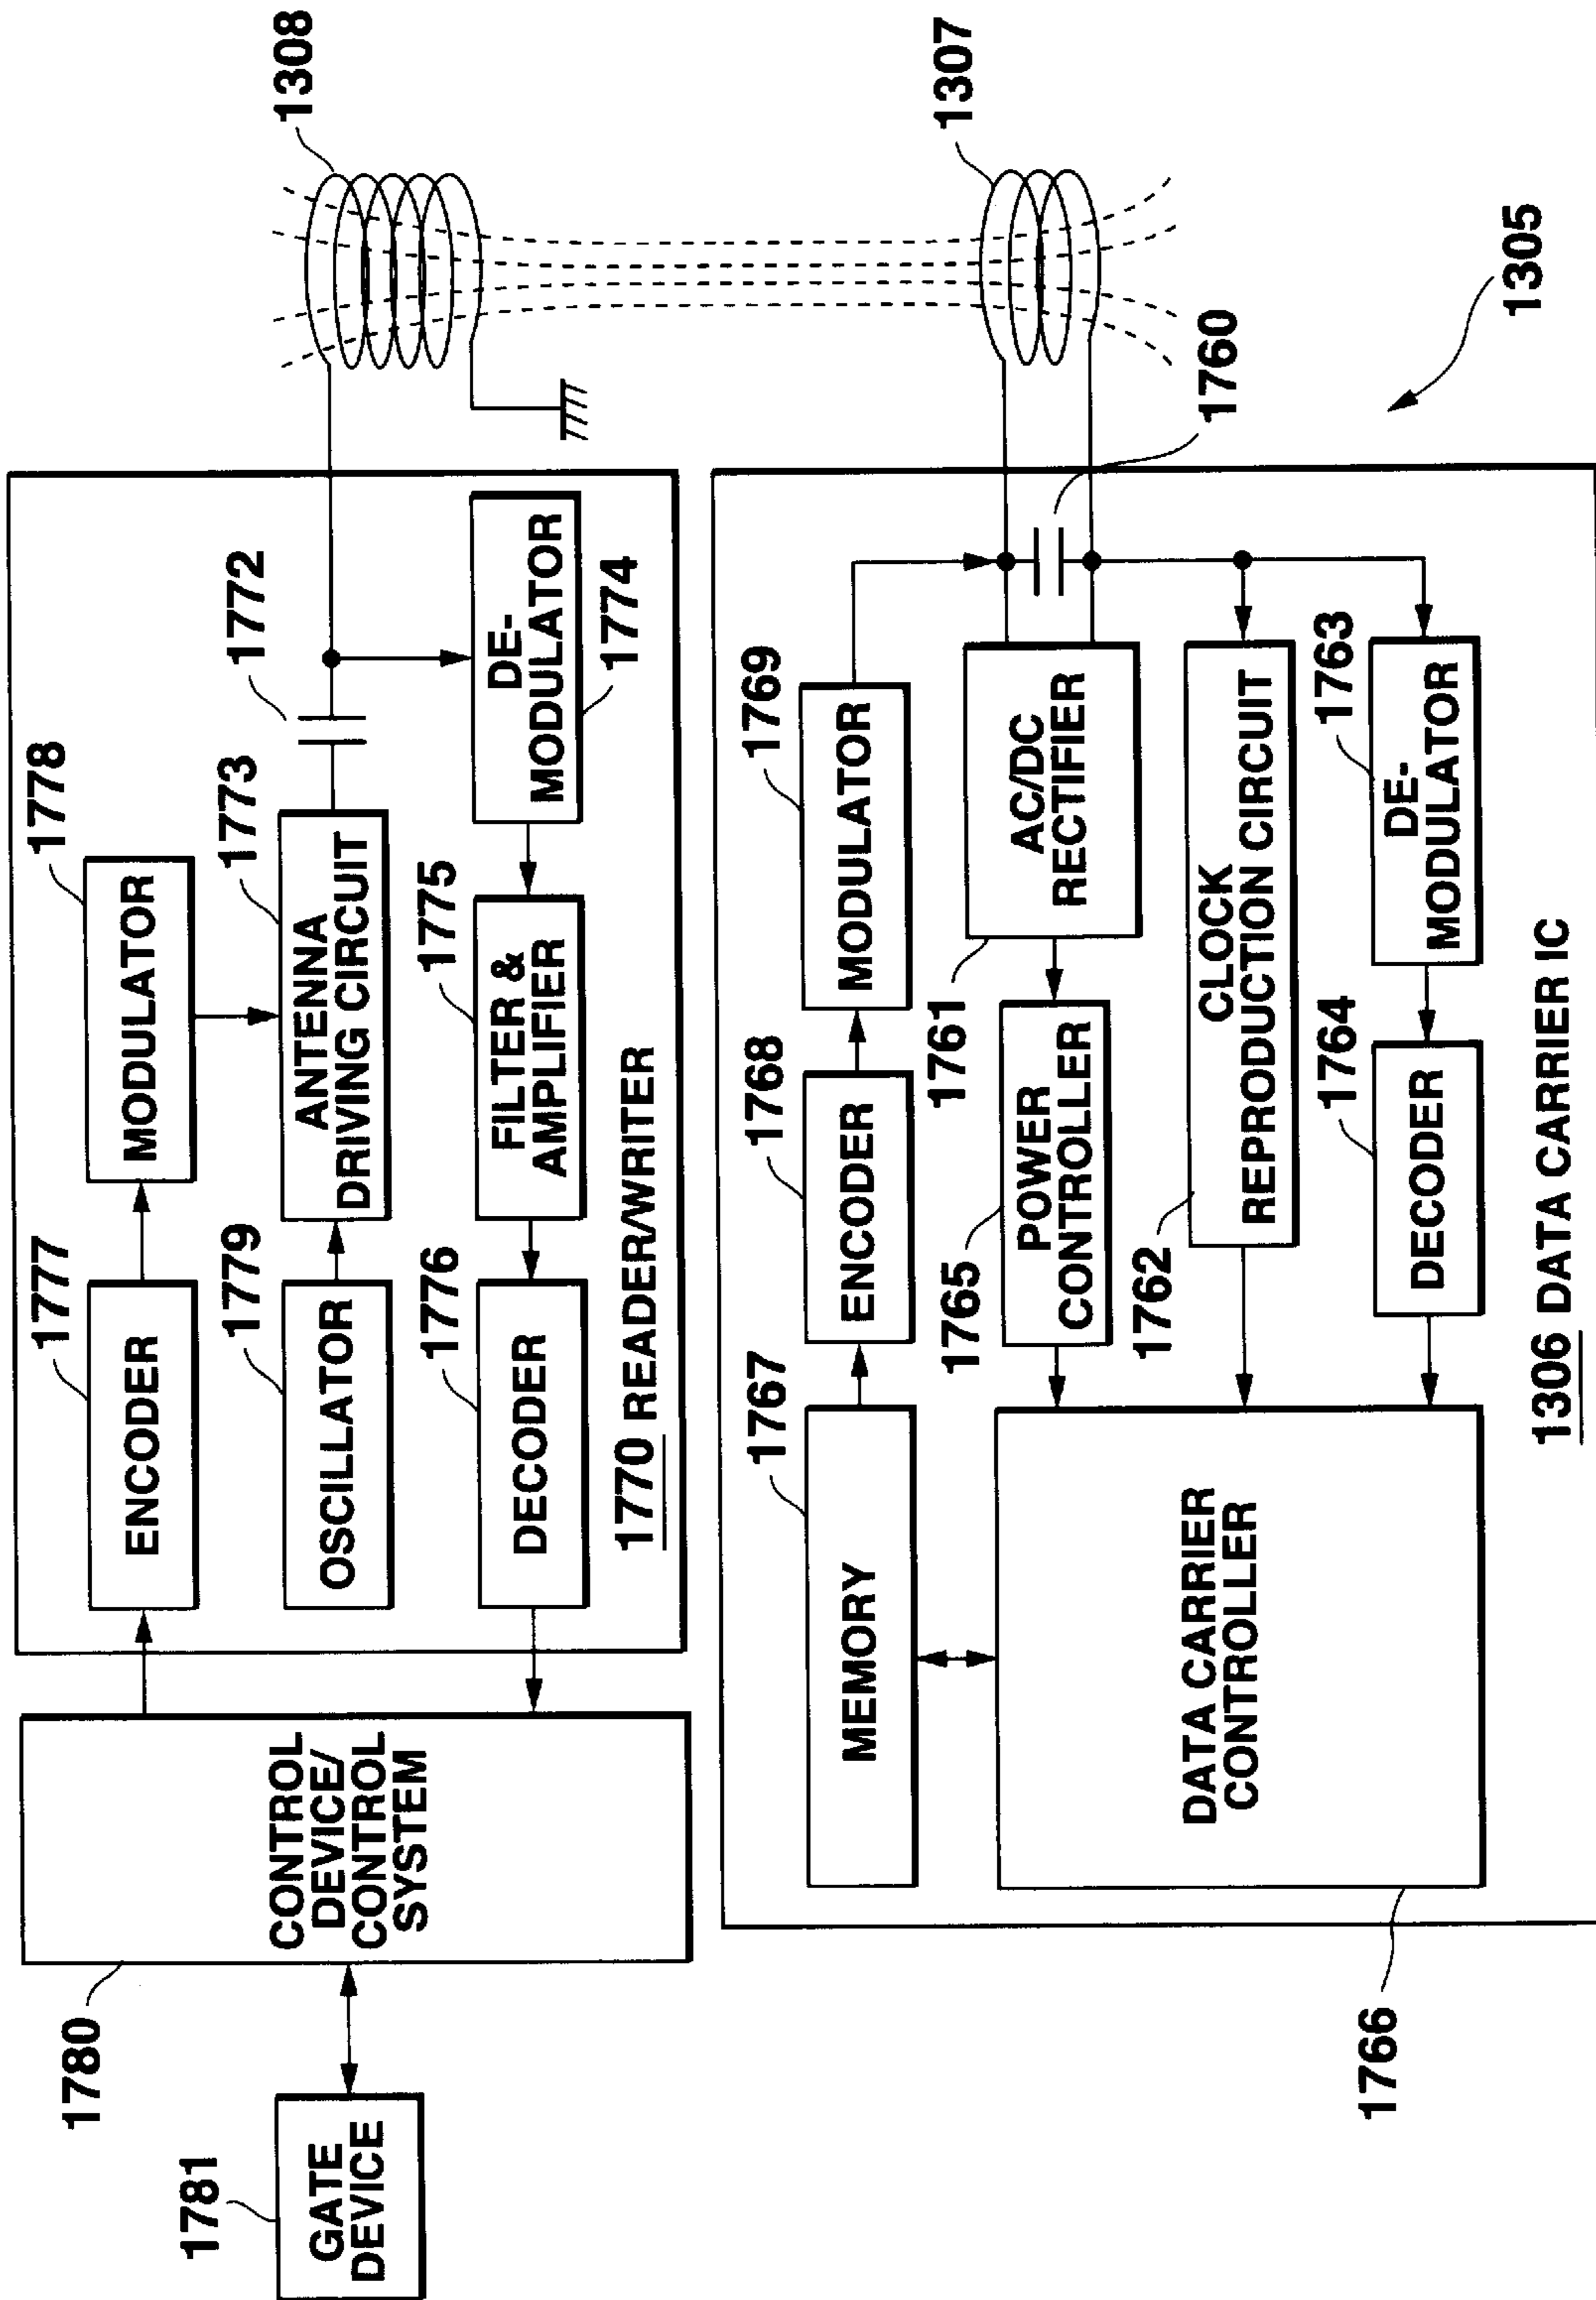 1781
GATE
DEVICE
1780
CONTROL
DEVICE/
CONTROL
SYSTEM
1777
ENCODER
1778
MODULATOR
1779
OSCILLATOR
1773
ANTENNA
DRIVING CIRCUIT
1772
1776
DECODER
1775
FILTER &
AMPLIFIER
DE-
MODULATOR
1774
1770 READER/WRITER
1308
1767
MEMORY
1768
ENCODER
1769
MODULATOR
1765
POWER
CONTROLLER
1761
AC/DC
RECTIFIER
1307
1760
DATA CARRIER
CONTROLLER
1762
CLOCK
REPRODUCTION CIRCUIT
1764
DECODER
1763
DE-
MODULATOR
1766
1306 DATA CARRIER IC
1305